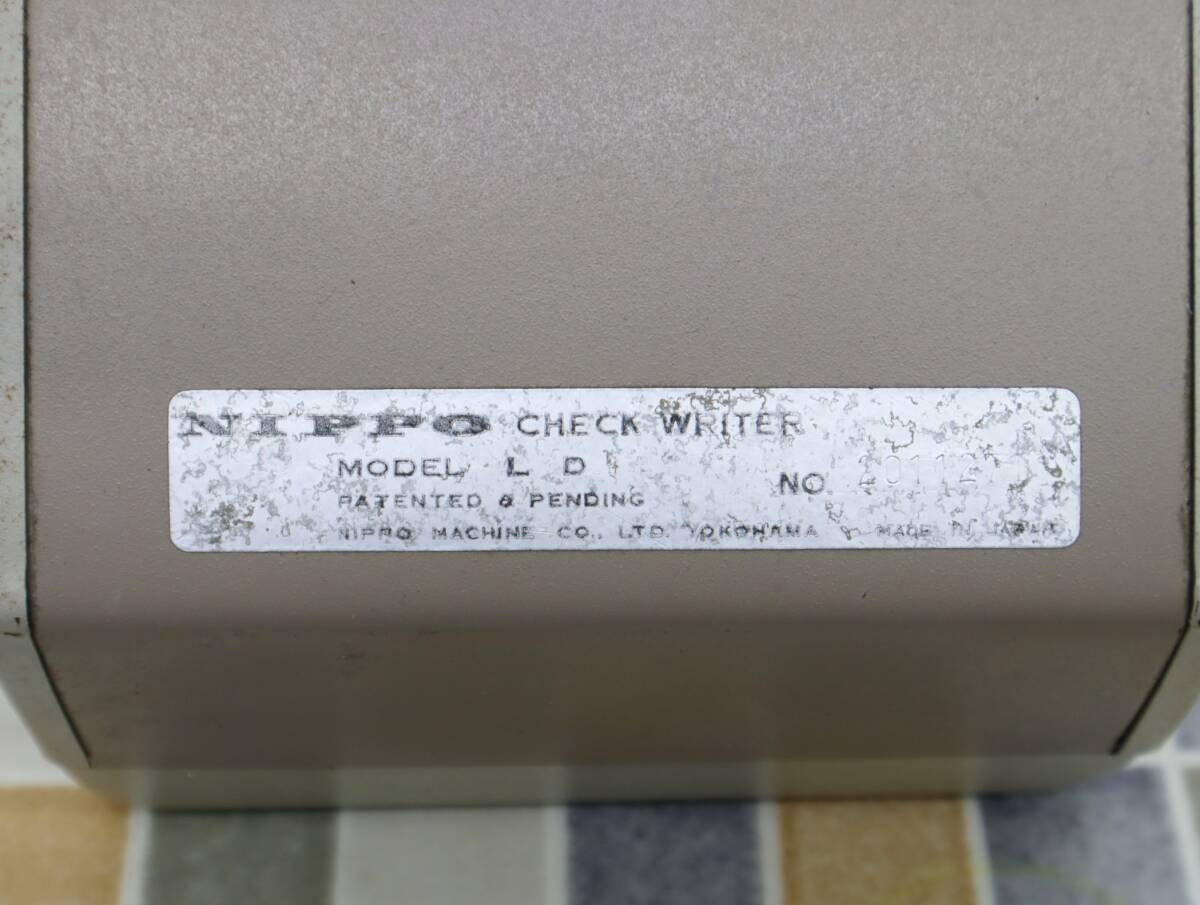 NIPPO CHECK WRITER
MODEL L D
PATENTED & PENDING
NO.
NIPPO MACHINE CO., LTD. YOKOHAMA MADE IN JAPAN